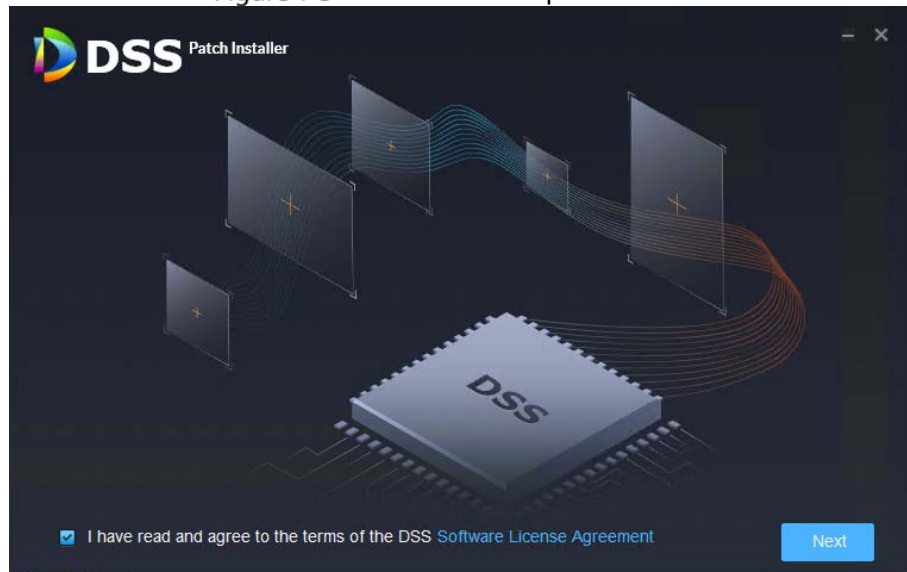 DSS Patch Installer
DSS
I have read and agree to the terms of the DSS Software License Agreement
Next